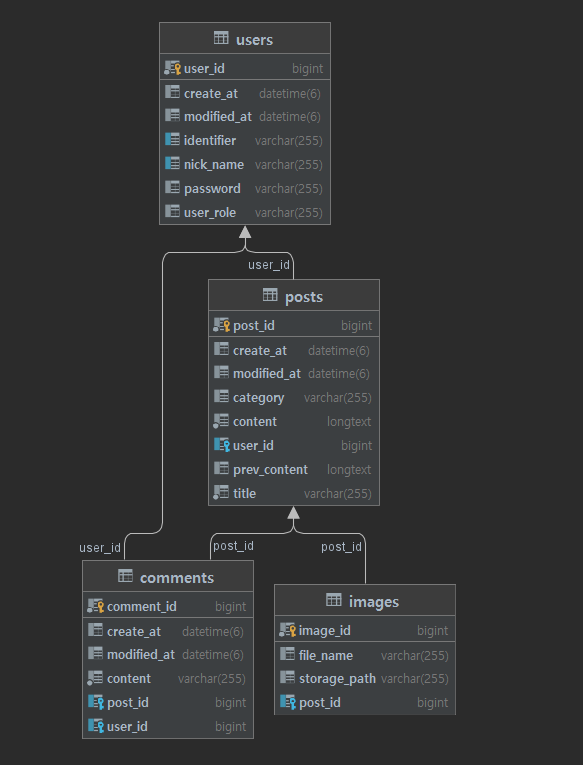 users
user_id bigint
create_at datetime(6)
modified_at datetime(6)
identifier varchar(255)
nick_name varchar(255)
password varchar(255)
user_role varchar(255)
user_id
posts
post_id bigint
create_at datetime(6)
modified_at datetime(6)
category varchar(255)
content longtext
user_id bigint
prev_content longtext
title varchar(255)
user_id
post_id
post_id
comments
comment_id bigint
create_at datetime(6)
modified_at datetime(6)
content varchar(255)
post_id bigint
user_id bigint
images
image_id bigint
file_name varchar(255)
storage_path varchar(255)
post_id bigint